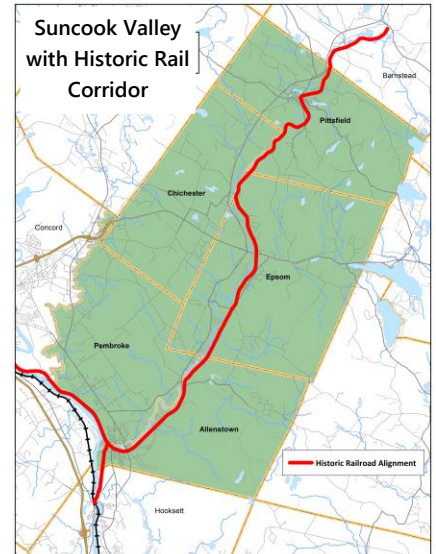 Suncook Valley
with Historic Rail
Corridor
Barnstead
Pittsfield
Chichester
Concord
Epsom
Pembroke
Allenstown
Historic Railroad Alignment
Hooksett